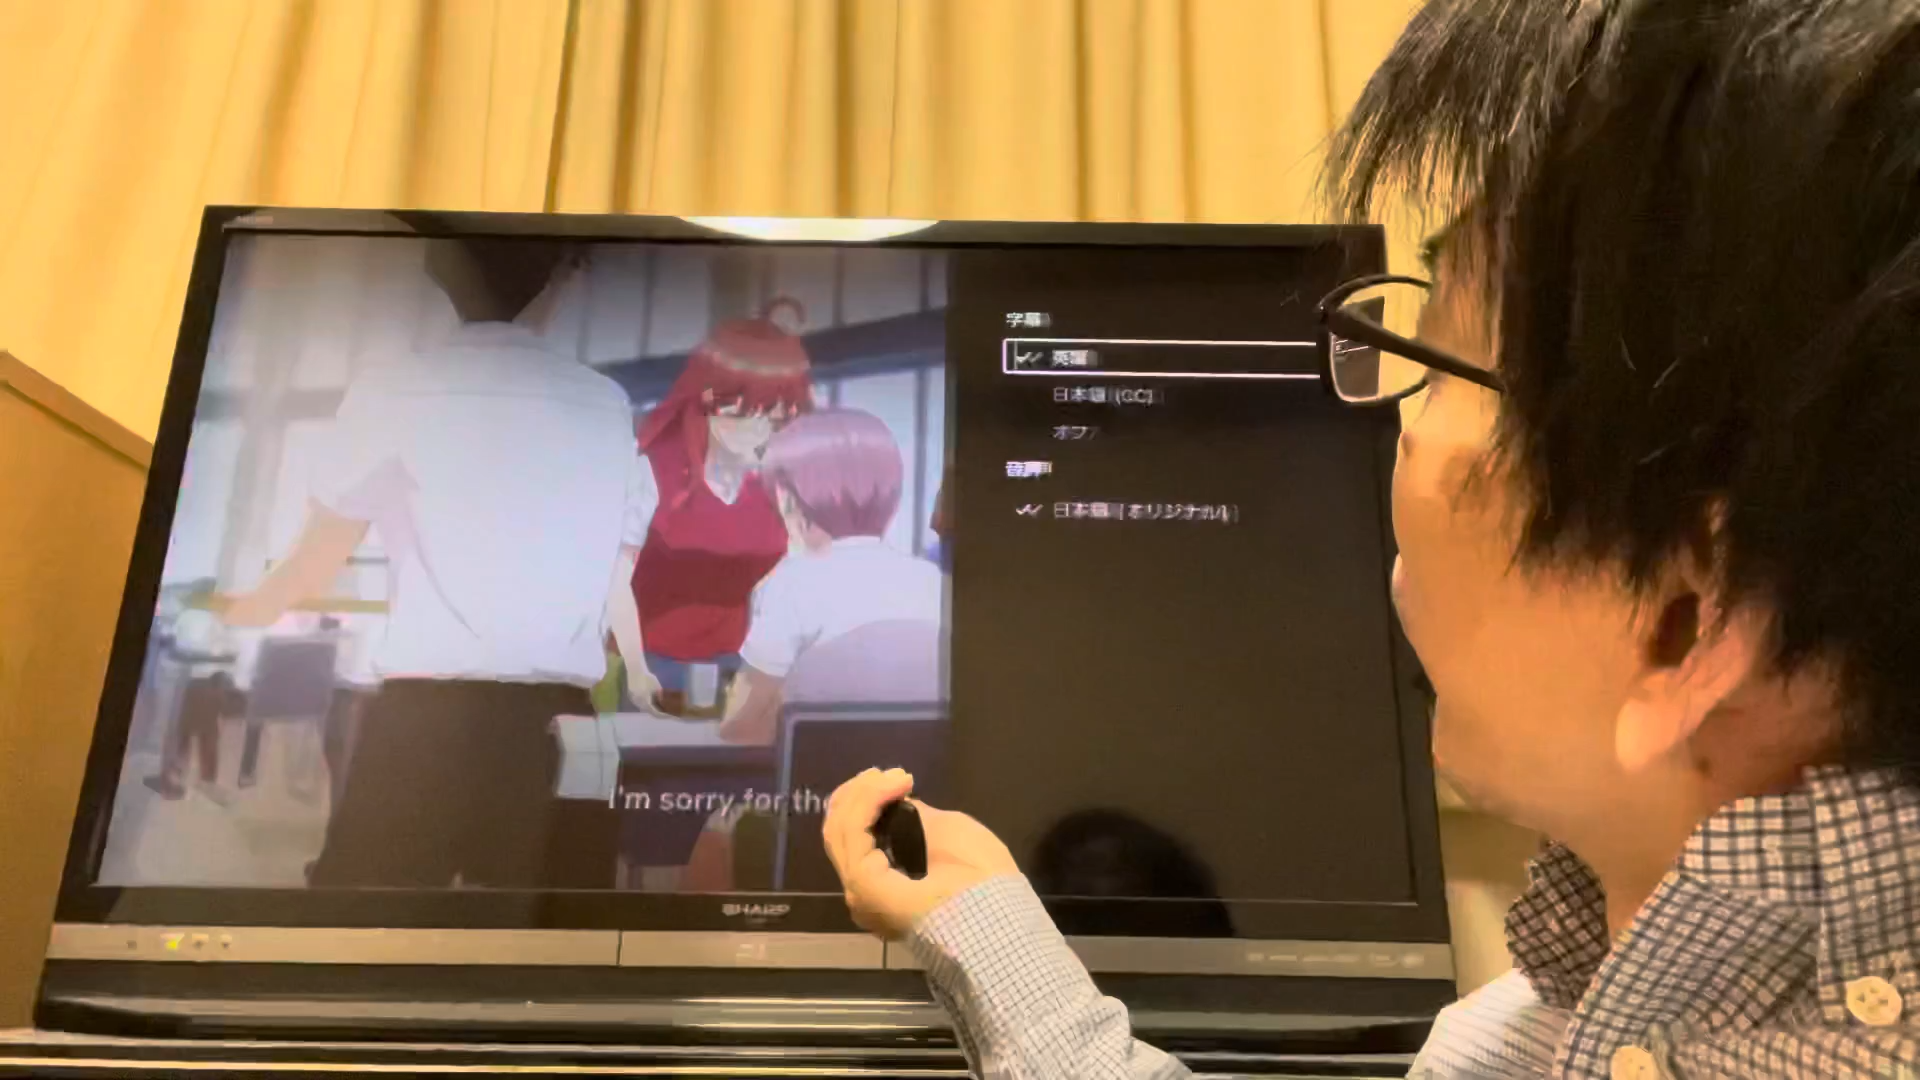 字幕
英語
日本語 (CC)
オフ
音声
日本語 (オリジナル)
I'm sorry for the
SHARP